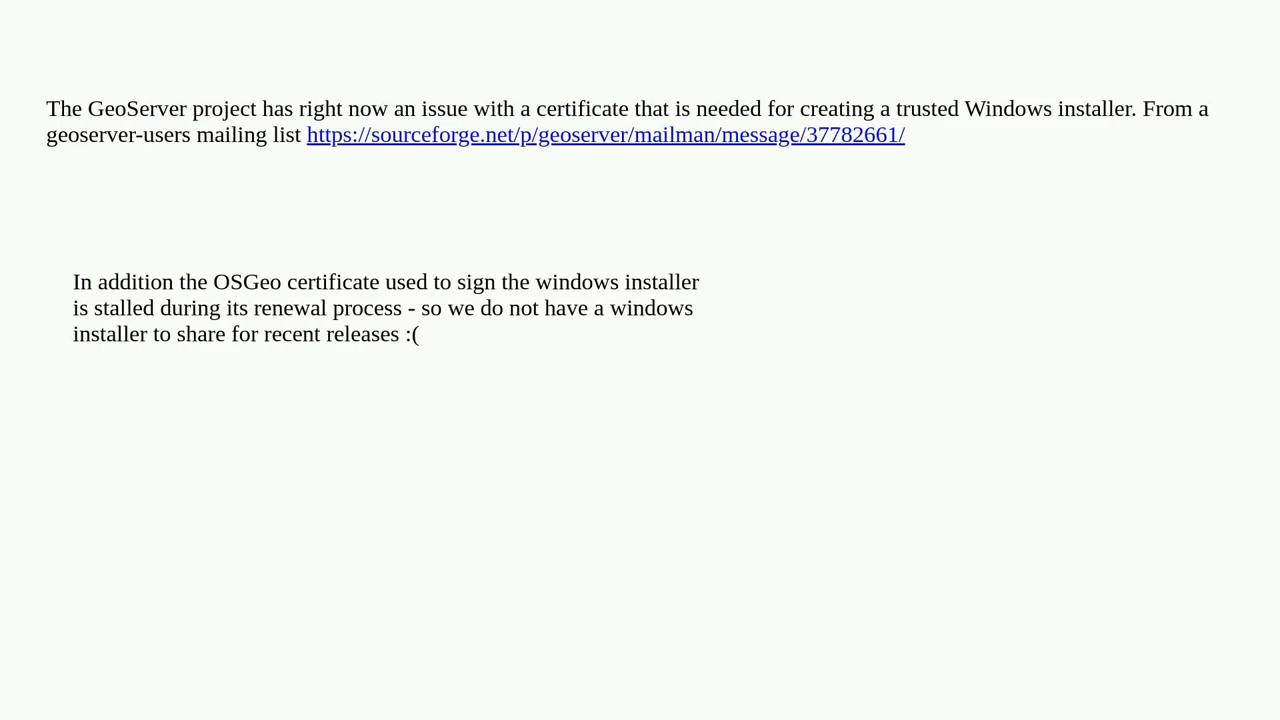 The GeoServer project has right now an issue with a certificate that is needed for creating a trusted Windows installer. From a
geoserver-users mailing list https://sourceforge.net/p/geoserver/mailman/message/37782661/
In addition the OSGeo certificate used to sign the windows installer
is stalled during its renewal process - so we do not have a windows
installer to share for recent releases :(